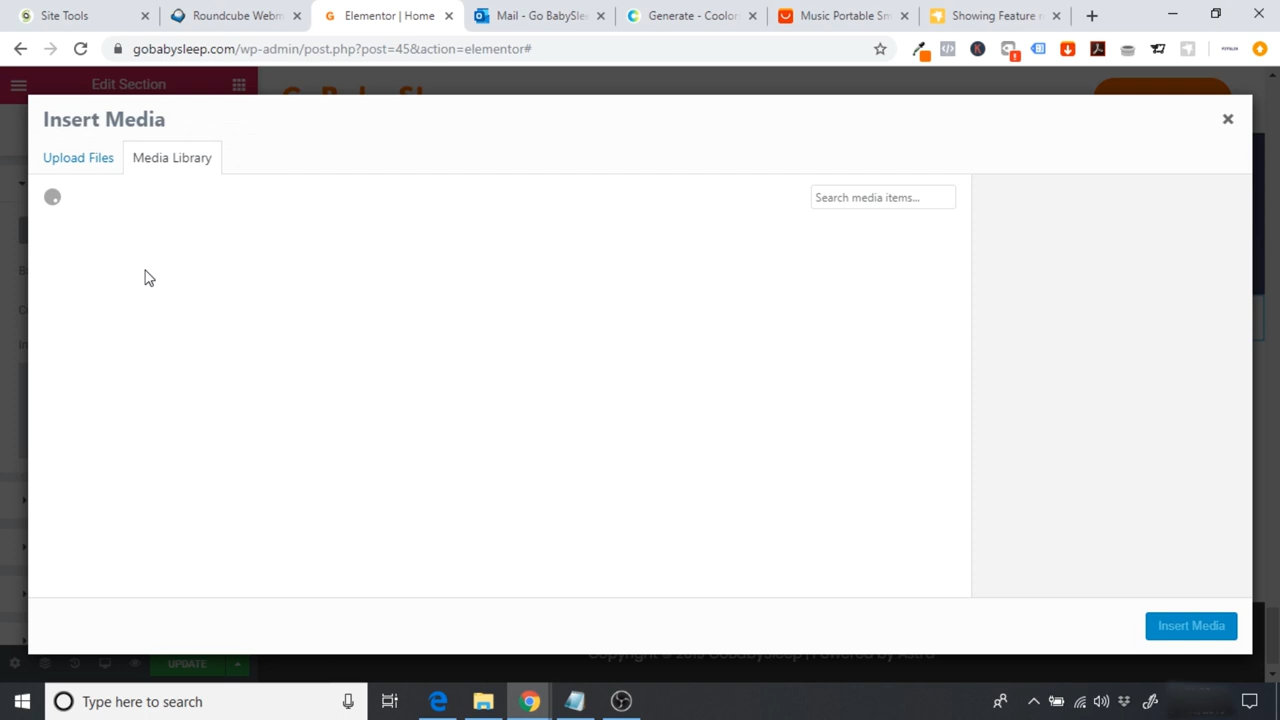 Site Tools
Roundcube Webm
Elementor | Home
Mail - Go BabySlee
Generate - Coolor
Music Portable Sm
Showing Feature r
gobabysleep.com/wp-admin/post.php?post=45&action=elementor#
Edit Section
Insert Media
Upload Files
Media Library
Search media items...
Insert Media
UPDATE
Type here to search